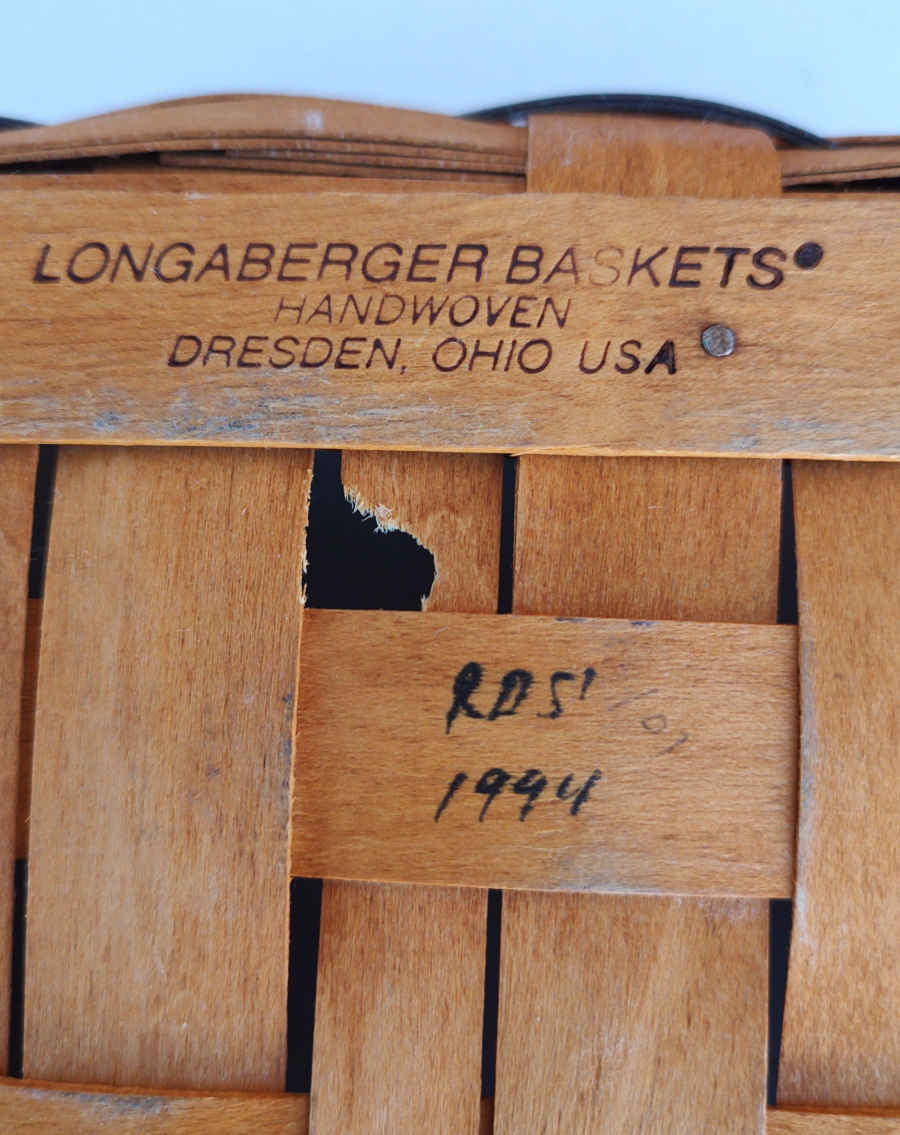 LONGABERGER BASKETS®
HANDWOVEN
DRESDEN, OHIO USA
RDS'
1994